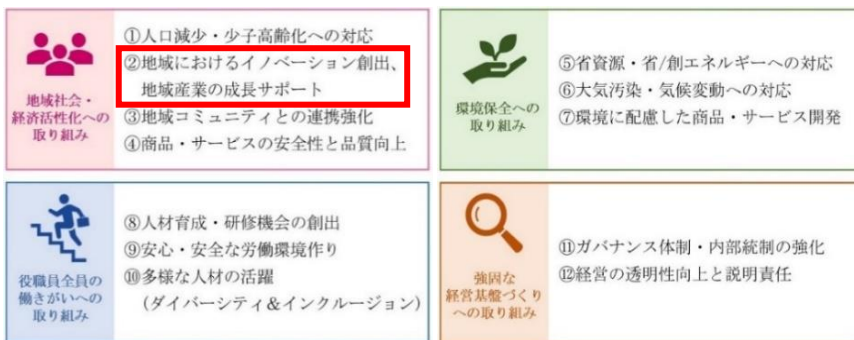 地域社会・
経済活性化への
取り組み
①人口減少・少子高齢化への対応
②地域におけるイノベーション創出、
地域産業の成長サポート
③地域コミュニティとの連携強化
④商品・サービスの安全性と品質向上
環境保全への
取り組み
⑤省資源・省/創エネルギーへの対応
⑥大気汚染・気候変動への対応
⑦環境に配慮した商品・サービス開発
役職員全員の
働きがいへの
取り組み
⑧人材育成・研修機会の創出
⑨安心・安全な労働環境作り
⑩多様な人材の活躍
(ダイバーシティ&インクルージョン)
強固な
経営基盤づくり
への取り組み
⑪ガバナンス体制・内部統制の強化
⑫経営の透明性向上と説明責任